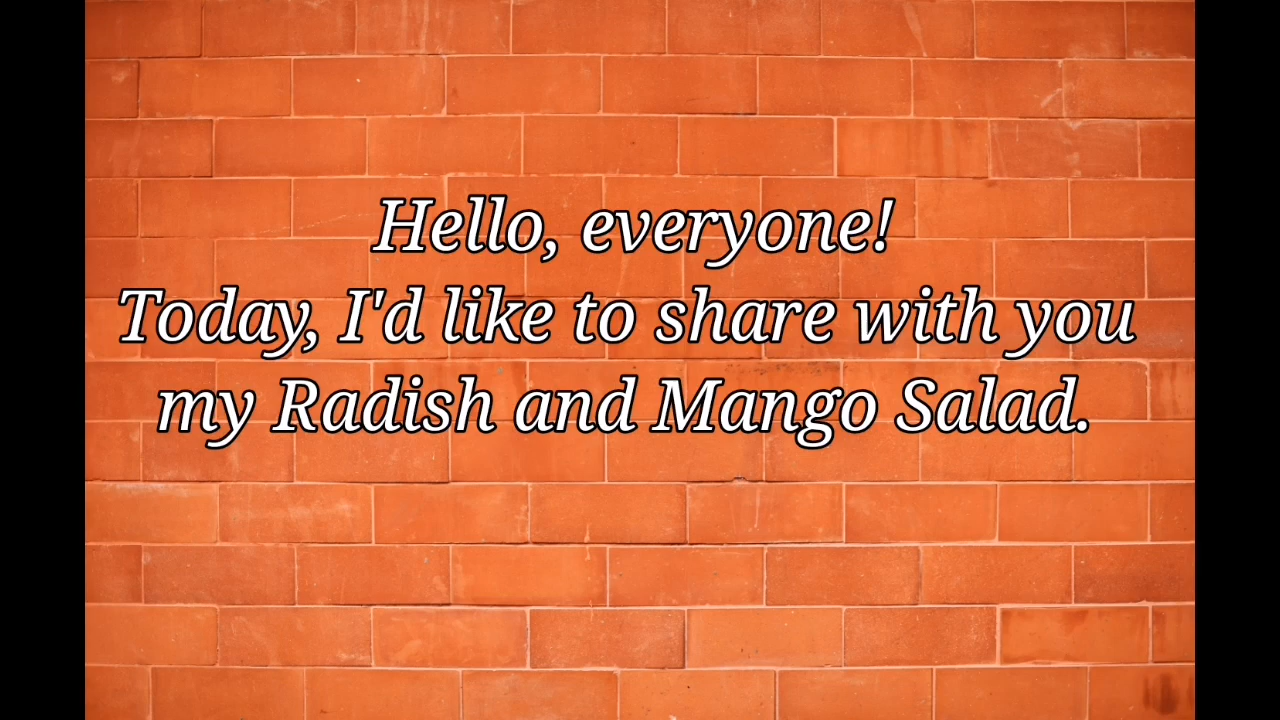 Hello, everyone!
Today, I'd like to share with you
my Radish and Mango Salad.